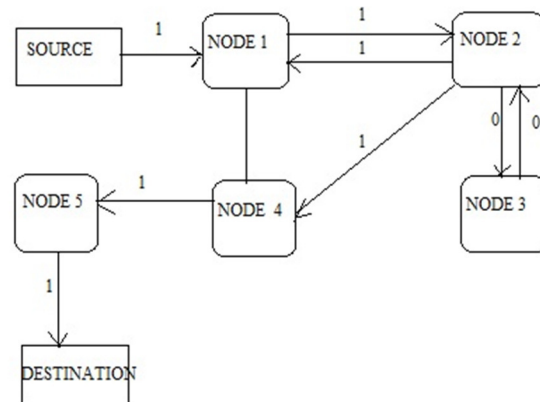 1
1
SOURCE
NODE 1
NODE 2
1
1
0
0
NODE 5
1
NODE 4
NODE 3
1
DESTINATION